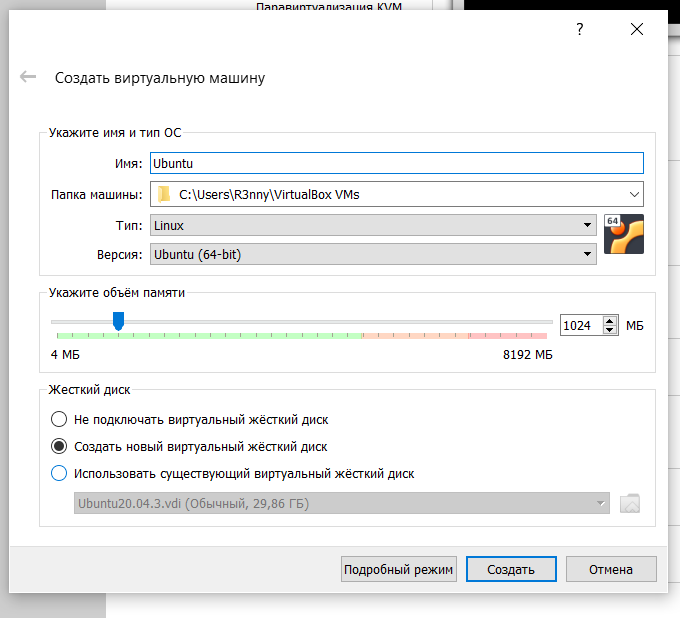 Паравиртуализация KVM
?
Создать виртуальную машину
Укажите имя и тип ОС
Имя: Ubuntu
Папка машины: C:\Users\R3nny\VirtualBox VMs
Тип: Linux
64
Версия: Ubuntu (64-bit)
Укажите объём памяти
1024 МБ
4 МБ 8192 МБ
Жесткий диск
Не подключать виртуальный жёсткий диск
Создать новый виртуальный жёсткий диск
Использовать существующий виртуальный жёсткий диск
Ubuntu20.04.3.vdi (Обычный, 29,86 ГБ)
Подробный режим Создать Отмена